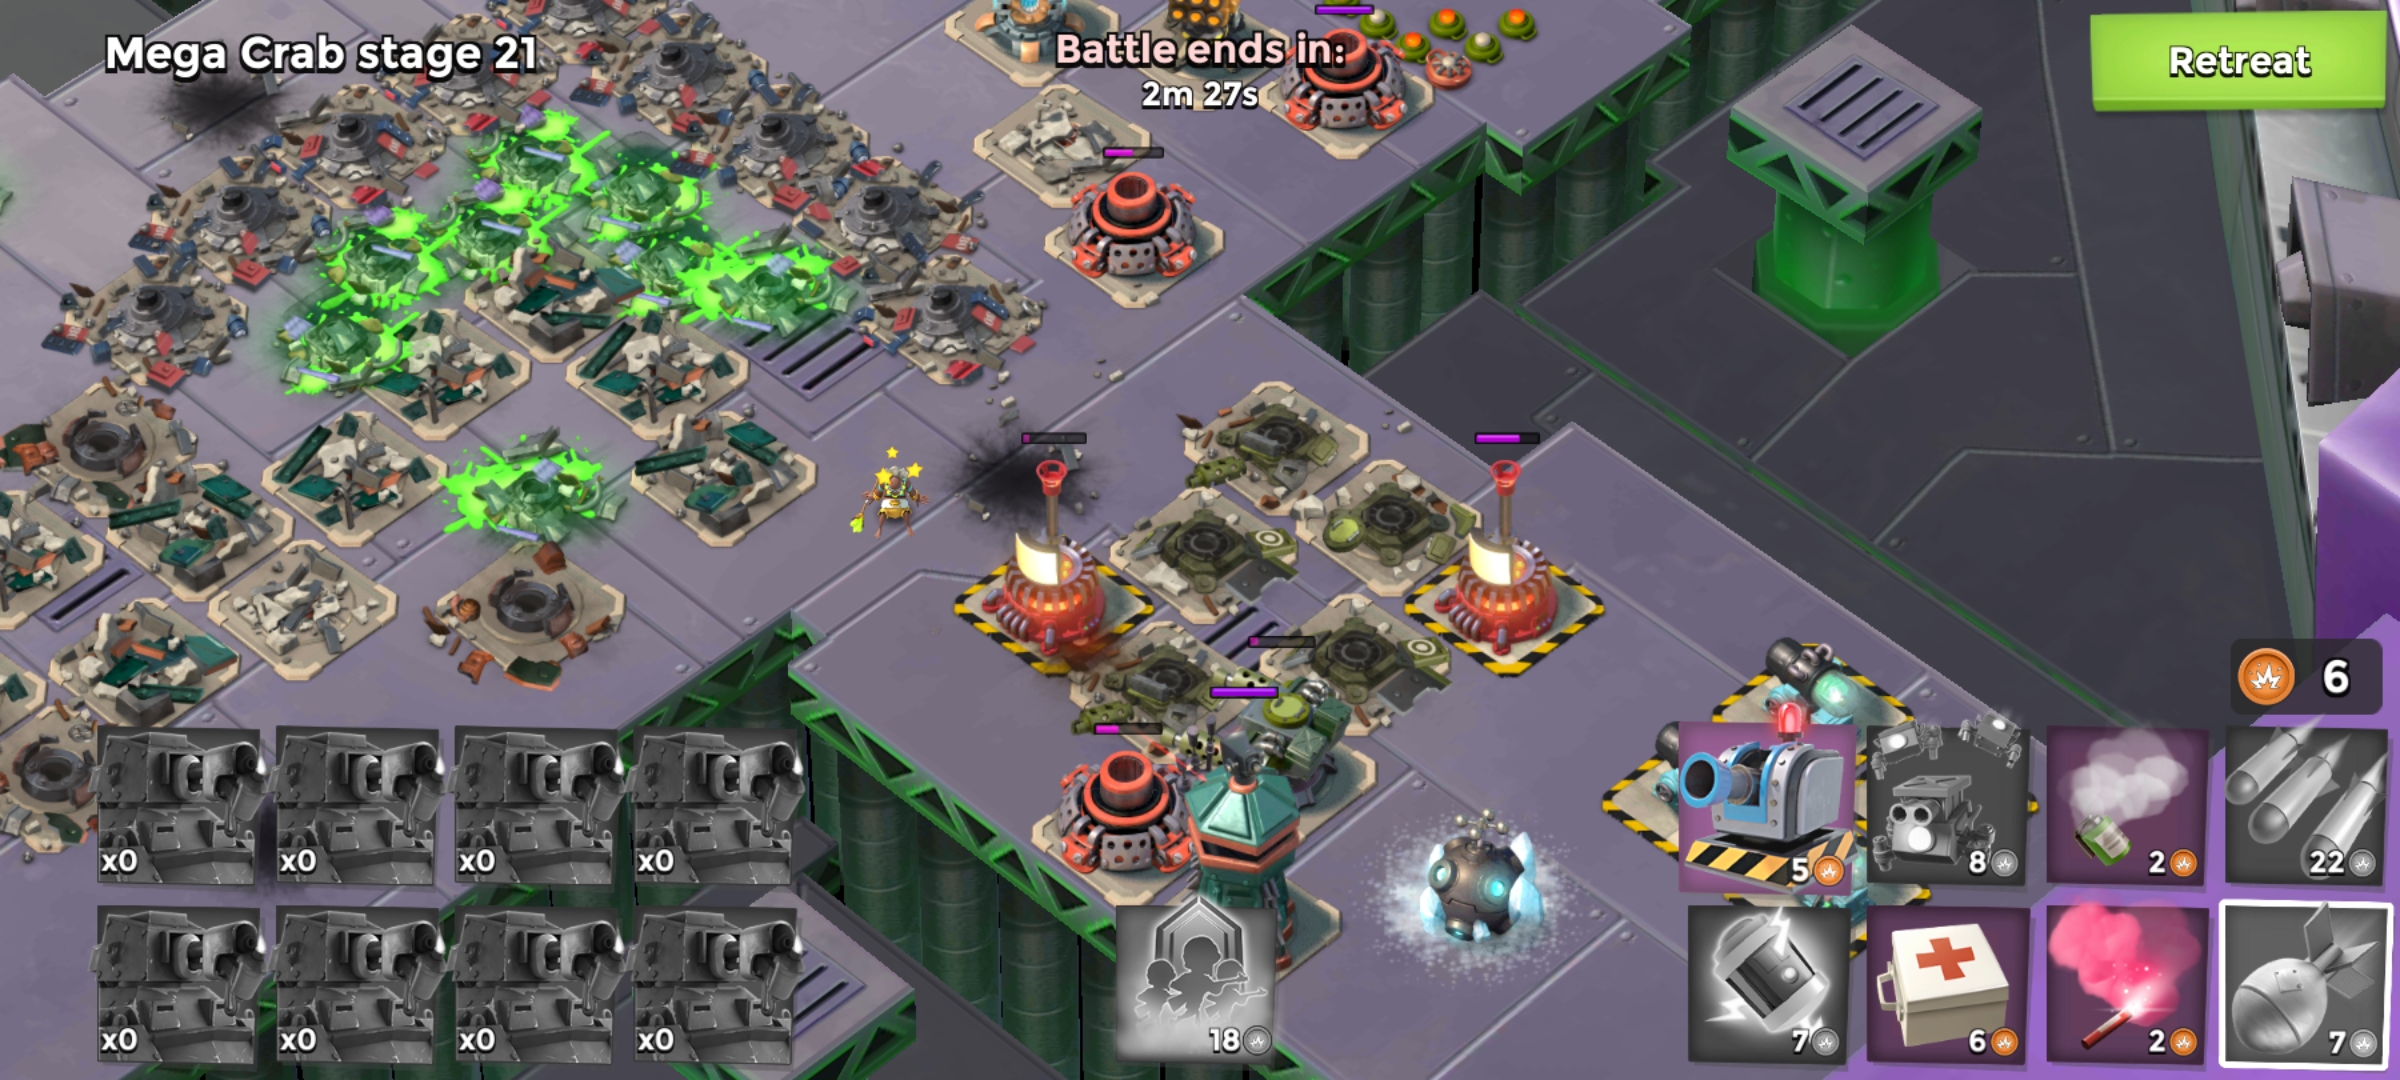 Mega Crab stage 21
Battle ends in:
2m 27s
Retreat
6
x0 x0 x0 x0
5 8 2 22
x0 x0 x0 x0
18
7 6 2 7